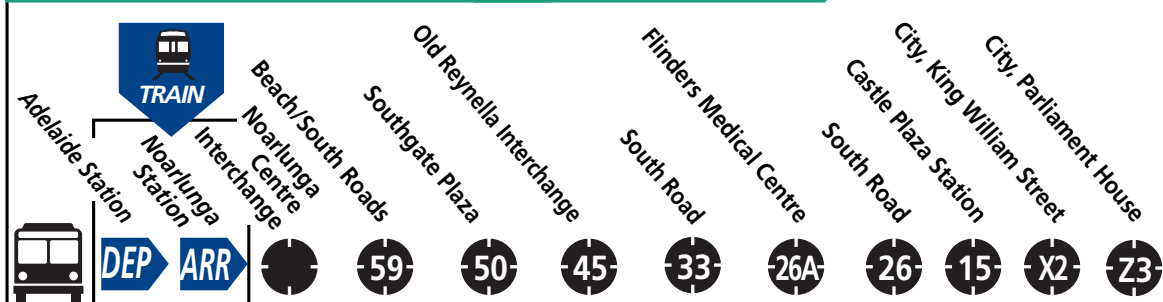 TRAIN
Adelaide Station
Noarlunga
Station
Noarlunga
Centre
Interchange
Beach/South Roads
Southgate Plaza
Old Reynella Interchange
South Road
Flinders Medical Centre
South Road
Castle Plaza Station
City, King William Street
City, Parliament House
DEP
ARR
59
50
45
33
26A
26
15
X2
Z3